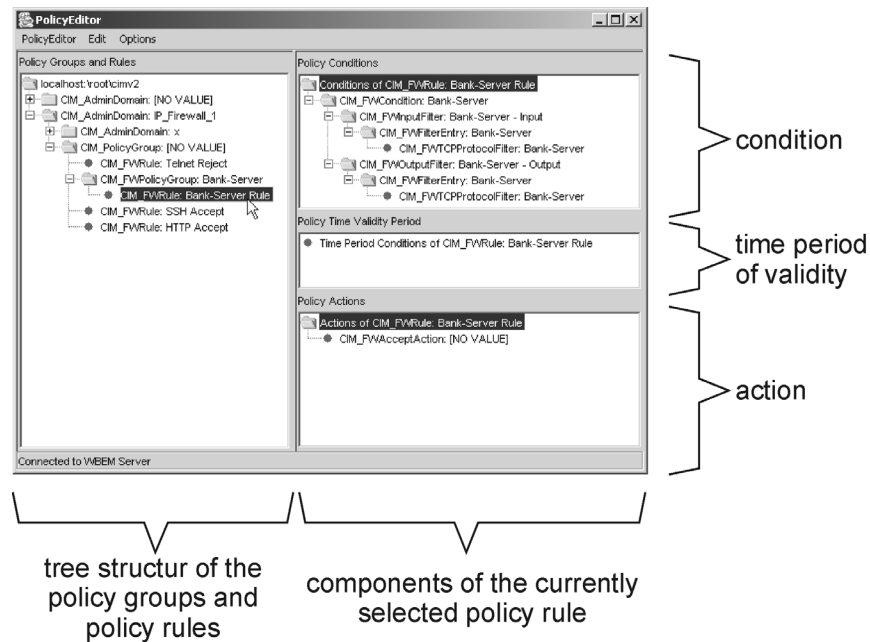 PolicyEditor
PolicyEditor Edit Options
Policy Groups and Rules
localhost:\root\cimv2
CIM_AdminDomain: [NO VALUE]
CIM_AdminDomain: IP_Firewall_1
CIM_AdminDomain: x
CIM_PolicyGroup: [NO VALUE]
CIM_FWRule: Telnet Reject
CIM_FWPolicyGroup: Bank-Server
CIM_FWRule: Bank-Server Rule
CIM_FWRule: SSH Accept
CIM_FWRule: HTTP Accept
Policy Conditions
Conditions of CIM_FWRule: Bank-Server Rule
CIM_FWCondition: Bank-Server
CIM_FWInputFilter: Bank-Server - Input
CIM_FWFilterEntry: Bank-Server
CIM_FWTCPProtocolFilter: Bank-Server
CIM_FWOutputFilter: Bank-Server - Output
CIM_FWFilterEntry: Bank-Server
CIM_FWTCPProtocolFilter: Bank-Server
Policy Time Validity Period
Time Period Conditions of CIM_FWRule: Bank-Server Rule
Policy Actions
Actions of CIM_FWRule: Bank-Server Rule
CIM_FWAcceptAction: [NO VALUE]
Connected to WBEM Server
condition
time period
of validity
action
tree structur of the
policy groups and
policy rules
components of the currently
selected policy rule